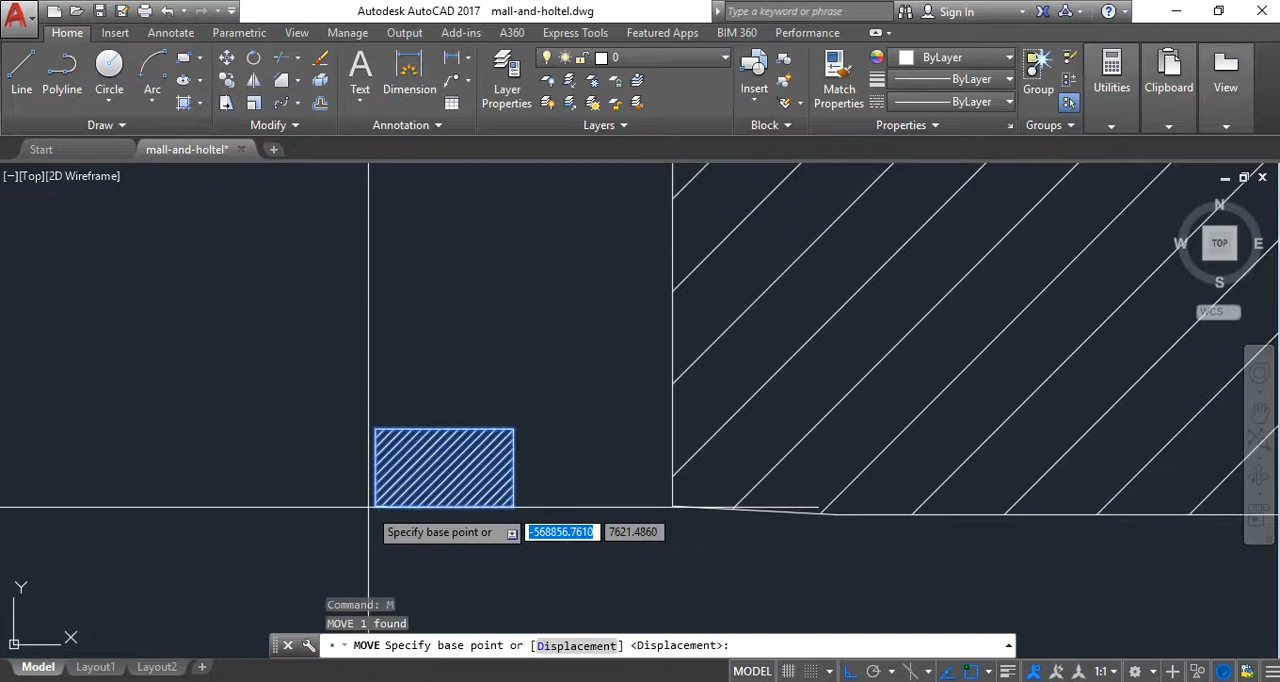 Autodesk AutoCAD 2017 mall-and-holtel.dwg
Type a keyword or phrase
Sign In
Home Insert Annotate Parametric View Manage Output Add-ins A360 Express Tools Featured Apps BIM 360 Performance
0
ByLayer
ByLayer
ByLayer
Line Polyline Circle Arc
Text Dimension
Layer Properties
Insert
Match Properties
Group
Utilities
Clipboard
View
Draw Modify Annotation Layers Block Properties Groups
Start mall-and-holtel*
[−][Top][2D Wireframe]
N
W TOP E
S
WCS
Specify base point or -568856.7610 7621.4860
Y
X
Command: M
MOVE 1 found
MOVE Specify base point or [Displacement] <Displacement>:
Model Layout1 Layout2 +
MODEL 1:1